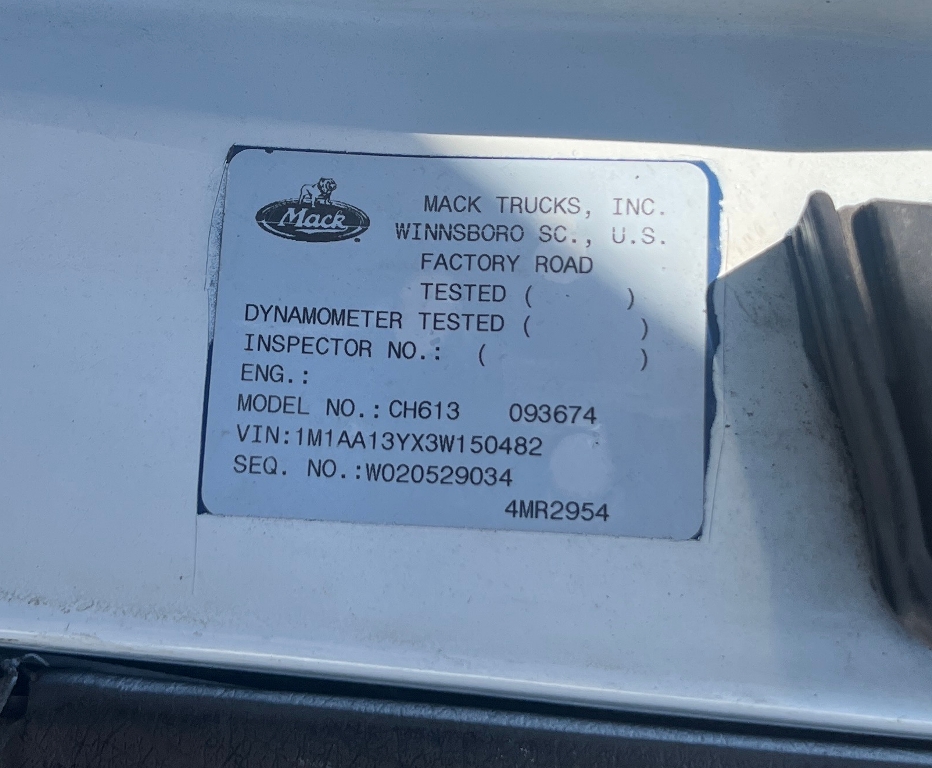 Mack
MACK TRUCKS, INC.
WINNSBORO SC., U.S.
FACTORY ROAD
TESTED ( )
DYNAMOMETER TESTED ( )
INSPECTOR NO.: ( )
ENG.:
MODEL NO.:CH613 093674
VIN:1M1AA13YX3W150482
SEQ. NO.:W020529034
4MR2954